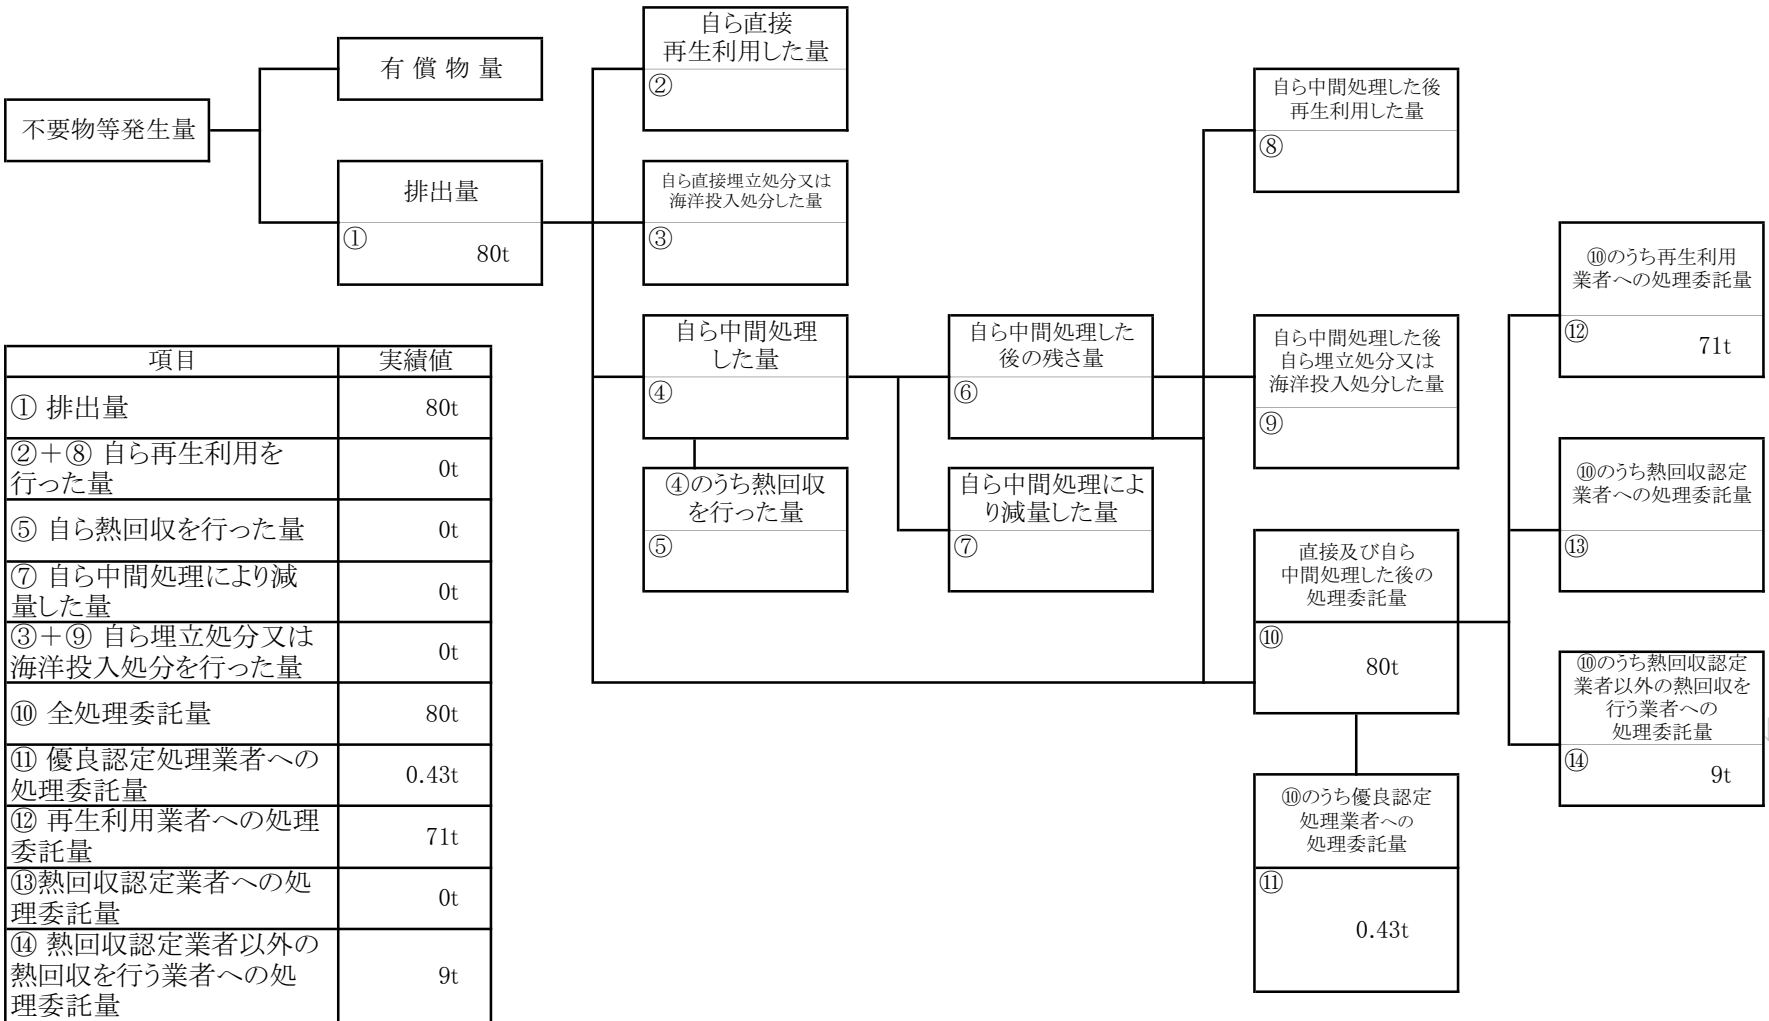 不要物等発生量
有 償 物 量
排出量
①
80t
自ら直接
再生利用した量
②
自ら直接埋立処分又は
海洋投入処分した量
③
自ら中間処理
した量
④
④のうち熱回収
を行った量
⑤
自ら中間処理した
後の残さ量
⑥
自ら中間処理によ
り減量した量
⑦
自ら中間処理した後
再生利用した量
⑧
自ら中間処理した後
自ら埋立処分又は
海洋投入処分した量
⑨
直接及び自ら
中間処理した後の
処理委託量
⑩
80t
⑩のうち優良認定
処理業者への
処理委託量
⑪
0.43t
⑩のうち再生利用
業者への処理委託量
⑫
71t
⑩のうち熱回収認定
業者への処理委託量
⑬
⑩のうち熱回収認定
業者以外の熱回収を
行う業者への
処理委託量
⑭
9t
項目 実績値
① 排出量 80t
②＋⑧ 自ら再生利用を
行った量 0t
⑤ 自ら熱回収を行った量 0t
⑦ 自ら中間処理により減
量した量 0t
③＋⑨ 自ら埋立処分又は
海洋投入処分を行った量 0t
⑩ 全処理委託量 80t
⑪ 優良認定処理業者への
処理委託量 0.43t
⑫ 再生利用業者への処理
委託量 71t
⑬熱回収認定業者への処
理委託量 0t
⑭ 熱回収認定業者以外の
熱回収を行う業者への処 9t
理委託量